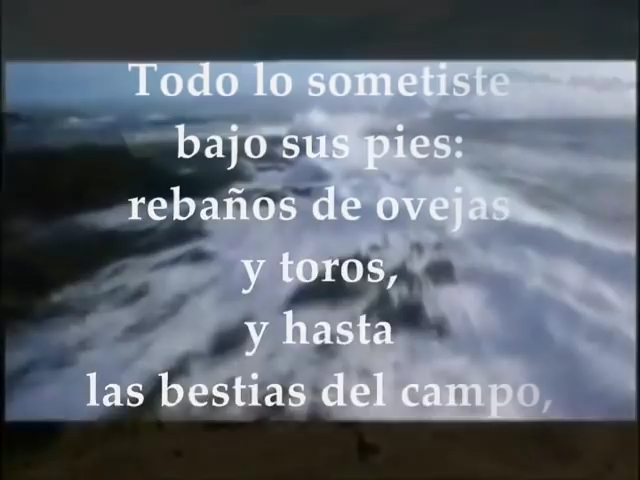 Todo lo sometiste
bajo sus pies:
rebaños de ovejas
y toros,
y hasta
las bestias del campo,